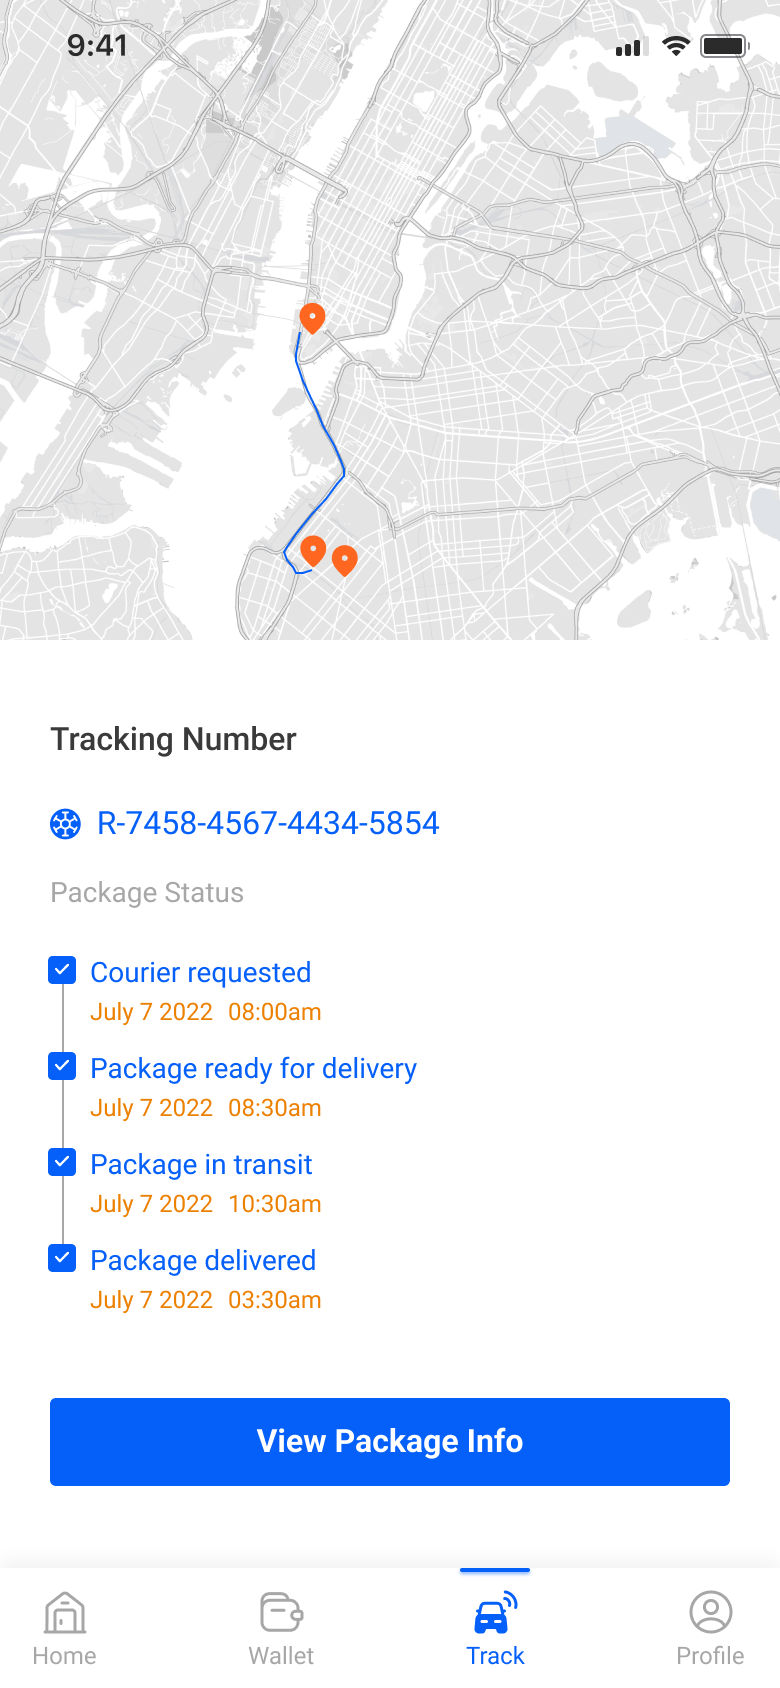 9:41
Tracking Number
R-7458-4567-4434-5854
Package Status
Courier requested
July 7 2022 08:00am
Package ready for delivery
July 7 2022 08:30am
Package in transit
July 7 2022 10:30am
Package delivered
July 7 2022 03:30am
View Package Info
Home
Wallet
Track
Profile